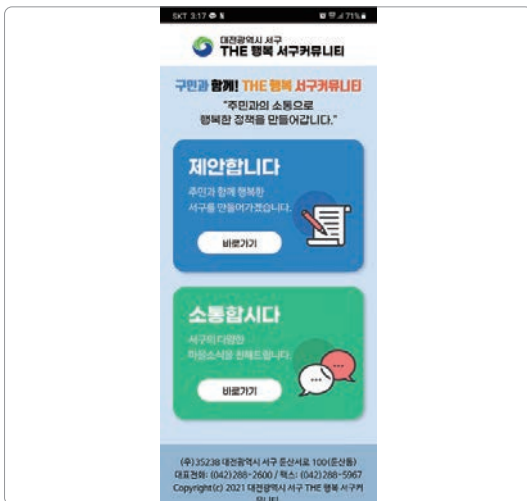 SKT 3:17
71%
대전광역시 서구
THE 행복 서구커뮤니티
구민과 함께! THE 행복 서구커뮤니티
"주민과의 소통으로
행복한 정책을 만들어갑니다."
제안합니다
주민과 함께 행복한
서구를 만들어가겠습니다.
바로가기
소통합시다
서구의 다양한
마을소식을 전해드립니다.
바로가기
(우)35238 대전광역시 서구 둔산서로 100(둔산동)
대표전화: (042)288-2600 / 팩스: (042)288-5967
Copyright(c) 2021 대전광역시 서구 THE 행복 서구커
뮤니티